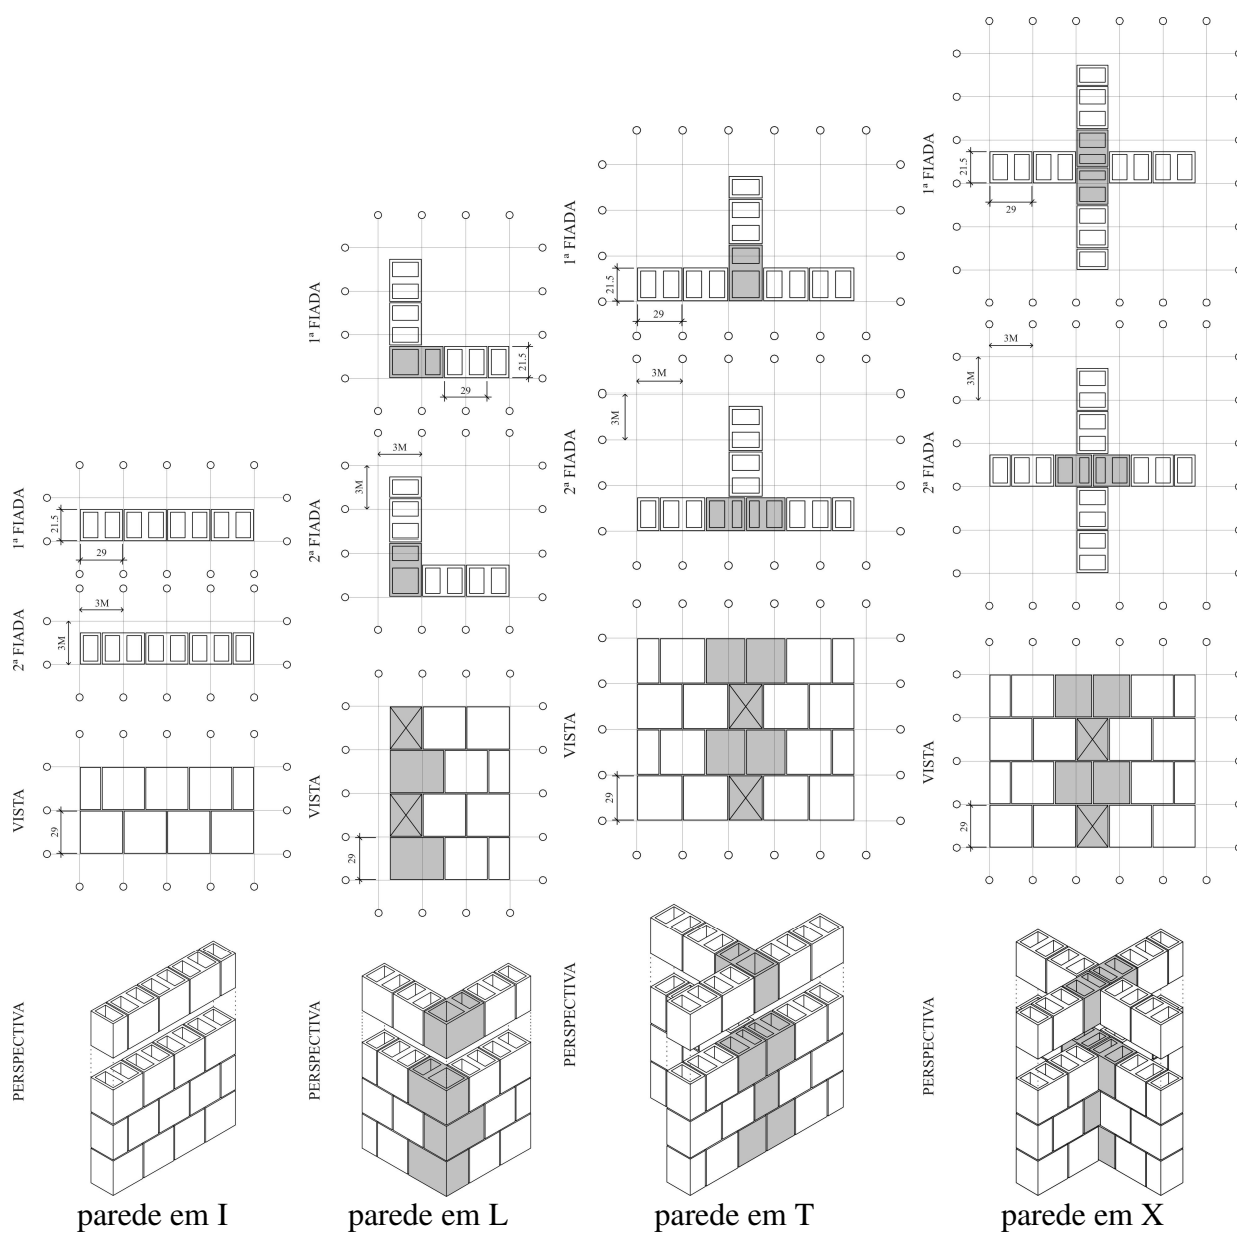 1ª FIADA
21.5
29
2ª FIADA
3M
3M
VISTA
29
PERSPECTIVA
parede em I
1ª FIADA
21.5
29
2ª FIADA
3M
3M
VISTA
29
PERSPECTIVA
parede em L
1ª FIADA
21.5
29
2ª FIADA
3M
3M
VISTA
29
PERSPECTIVA
parede em T
1ª FIADA
21.5
29
2ª FIADA
3M
3M
VISTA
29
PERSPECTIVA
parede em X